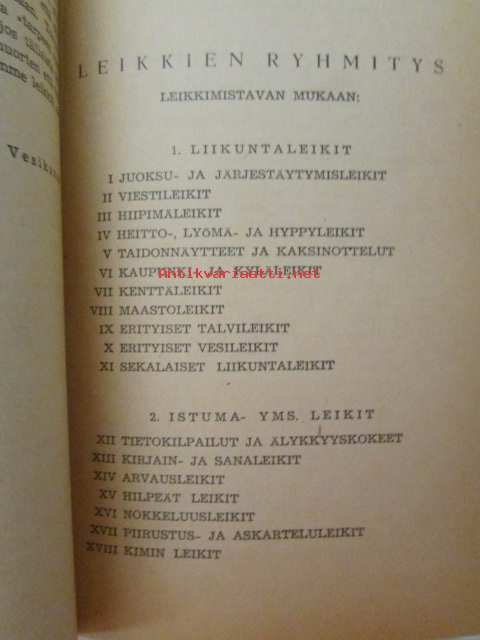 LEIKKIEN RYHMITYS
LEIKKIMISTAVAN MUKAAN:
1. LIIKUNTALEIKIT
I JUOKSU- JA JÄRJESTÄYTYMISLEIKIT
II VIESTILEIKIT
III HIIPIMÄLEIKIT
IV HEITTO-, LYÖMÄ- JA HYPPYLEIKIT
V TAIDONNÄYTTEET JA KAKSINOTTELUT
VI KAUPUNKI- JA KYLÄLEIKIT
Antikvariaatti.net
VII KENTTÄLEIKIT
VIII MAASTOLEIKIT
IX ERITYISET TALVILEIKIT
X ERITYISET VESILEIKIT
XI SEKALAISET LIIKUNTALEIKIT
2. ISTUMA- YMS. LEIKIT
XII TIETOKILPAILUT JA ÄLYKKYYSKOKEET
XIII KIRJAIN- JA SANALEIKIT
XIV ARVAUSLEIKIT
XV HILPEÄT LEIKIT
XVI NOKKELUUSLEIKIT
XVII PIIRUSTUS- JA ASKARTELULEIKIT
XVIII KIMIN LEIKIT